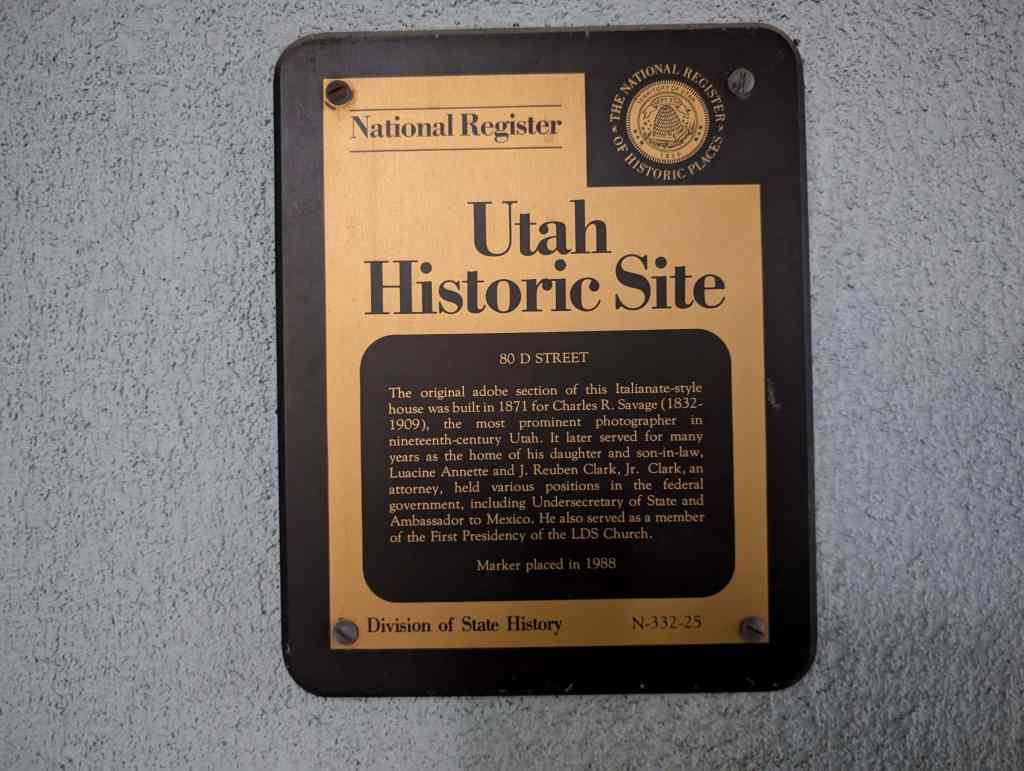 National Register
THE NATIONAL REGISTER
OF HISTORIC PLACES
Utah
Historic Site
80 D STREET
The original adobe section of this Italianate-style
house was built in 1871 for Charles R. Savage (1832-
1909), the most prominent photographer in
nineteenth-century Utah. It later served for many
years as the home of his daughter and son-in-law,
Luacine Annette and J. Reuben Clark, Jr. Clark, an
attorney, held various positions in the federal
government, including Undersecretary of State and
Ambassador to Mexico. He also served as a member
of the First Presidency of the LDS Church.
Marker placed in 1988
Division of State History
N-332-25